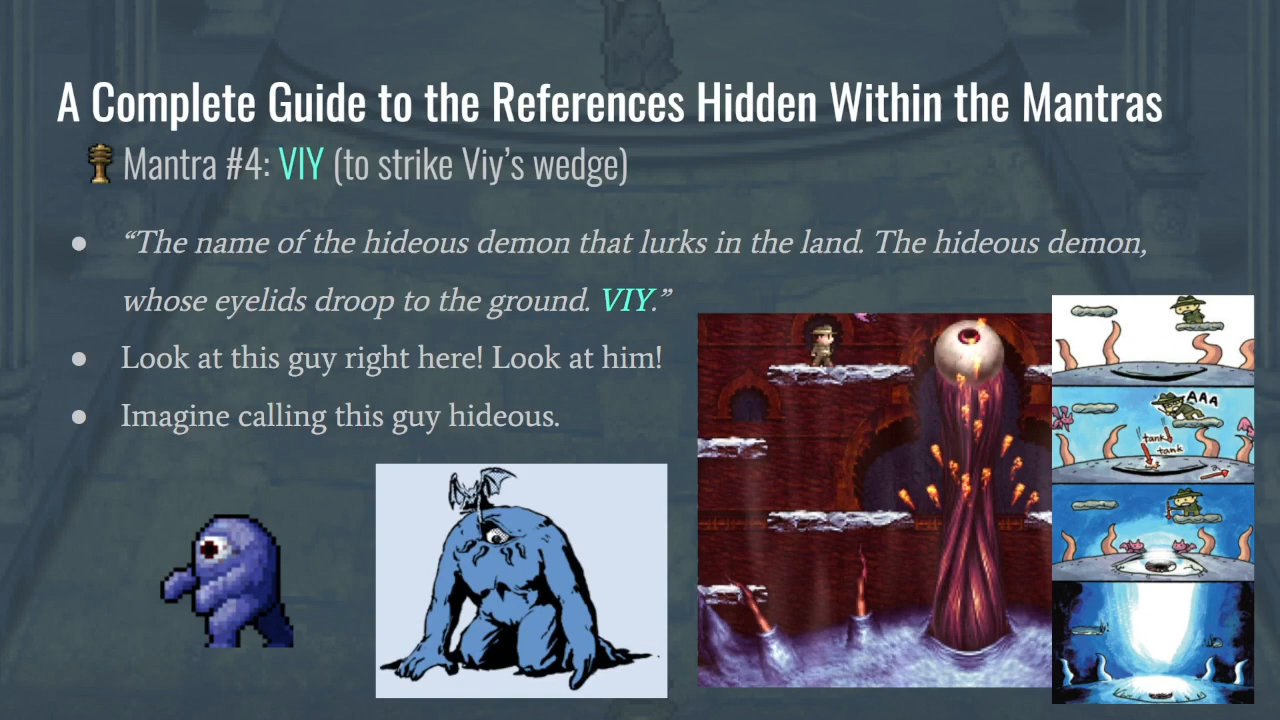 A Complete Guide to the References Hidden Within the Mantras
Mantra #4: VIY (to strike Viy’s wedge)
● “The name of the hideous demon that lurks in the land. The hideous demon,
whose eyelids droop to the ground. VIY.”
● Look at this guy right here! Look at him!
● Imagine calling this guy hideous.
AAA
tank
tank